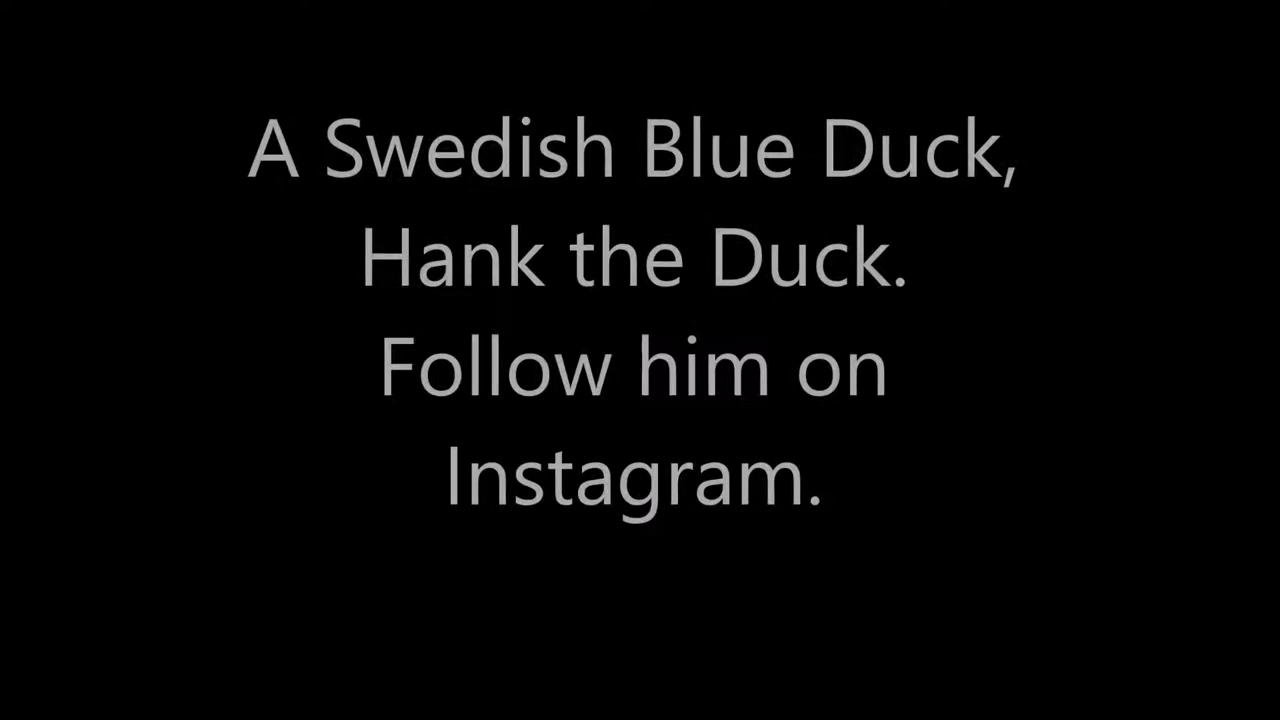 A Swedish Blue Duck,
Hank the Duck.
Follow him on
Instagram.